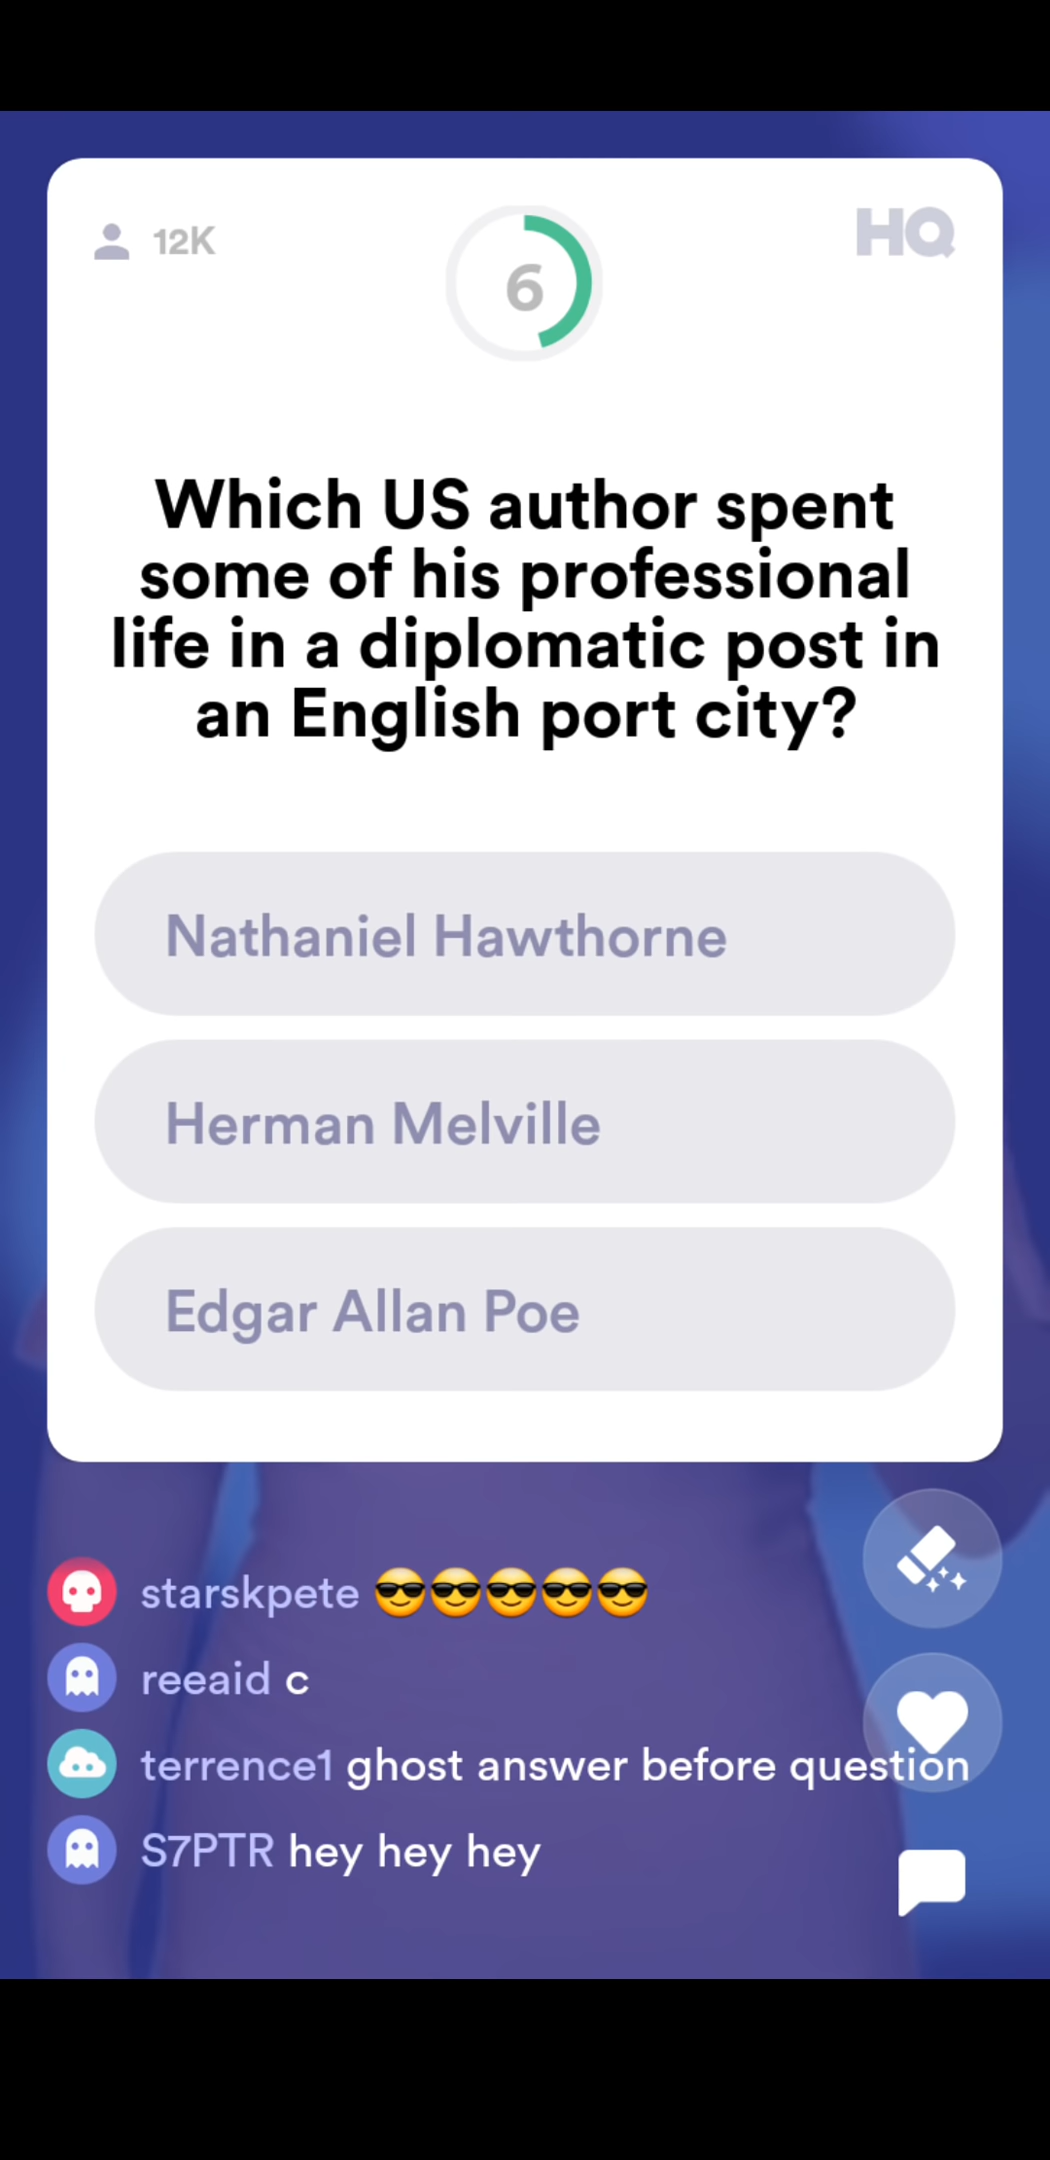 12K
6
HQ
Which US author spent
some of his professional
life in a diplomatic post in
an English port city?
Nathaniel Hawthorne
Herman Melville
Edgar Allan Poe
starskpete 😎😎😎😎😎
reeaid c
terrence1 ghost answer before question
S7PTR hey hey hey